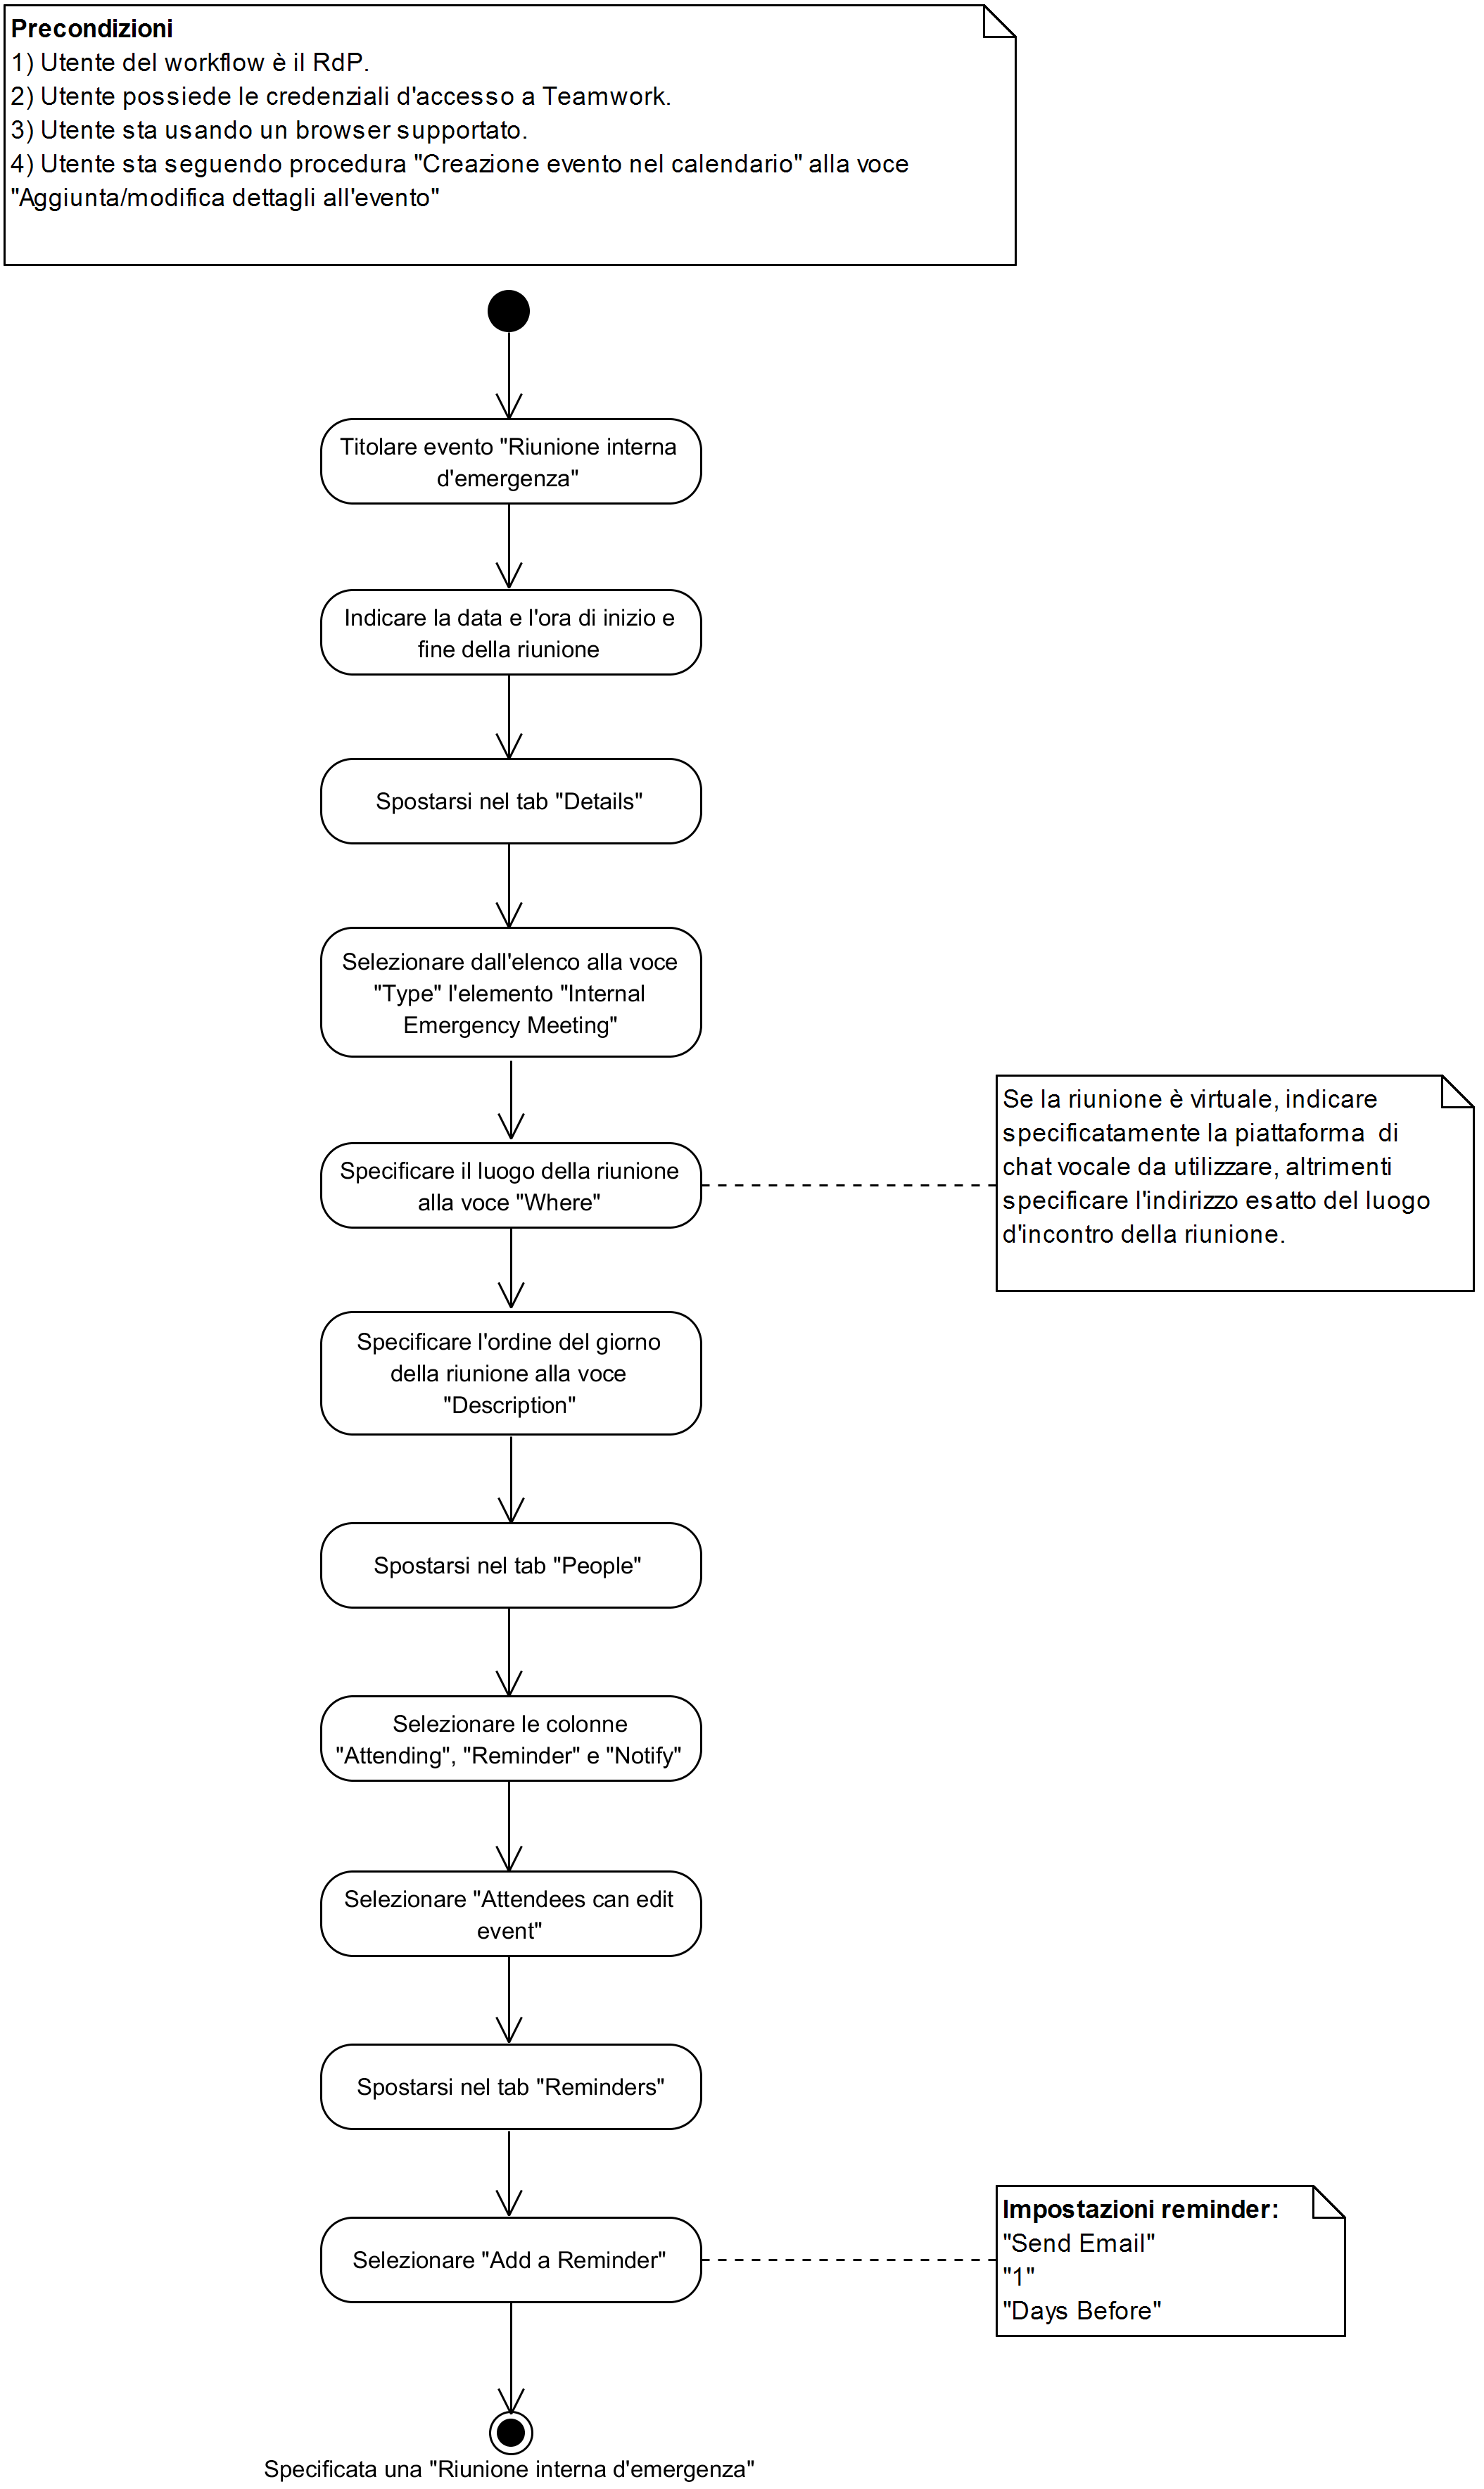 Precondizioni
1) Utente del workflow è il RdP.
2) Utente possiede le credenziali d'accesso a Teamwork.
3) Utente sta usando un browser supportato.
4) Utente sta seguendo procedura "Creazione evento nel calendario" alla voce
"Aggiunta/modifica dettagli all'evento"
Titolare evento "Riunione interna
d'emergenza"
Indicare la data e l'ora di inizio e
fine della riunione
Spostarsi nel tab "Details"
Selezionare dall'elenco alla voce
"Type" l'elemento "Internal
Emergency Meeting"
Specificare il luogo della riunione
alla voce "Where"
Se la riunione è virtuale, indicare
specificatamente la piattaforma  di
chat vocale da utilizzare, altrimenti
specificare l'indirizzo esatto del luogo
d'incontro della riunione.
Specificare l'ordine del giorno
della riunione alla voce
"Description"
Spostarsi nel tab "People"
Selezionare le colonne
"Attending", "Reminder" e "Notify"
Selezionare "Attendees can edit
event"
Spostarsi nel tab "Reminders"
Selezionare "Add a Reminder"
Impostazioni reminder:
"Send Email"
"1"
"Days Before"
Specificata una "Riunione interna d'emergenza"